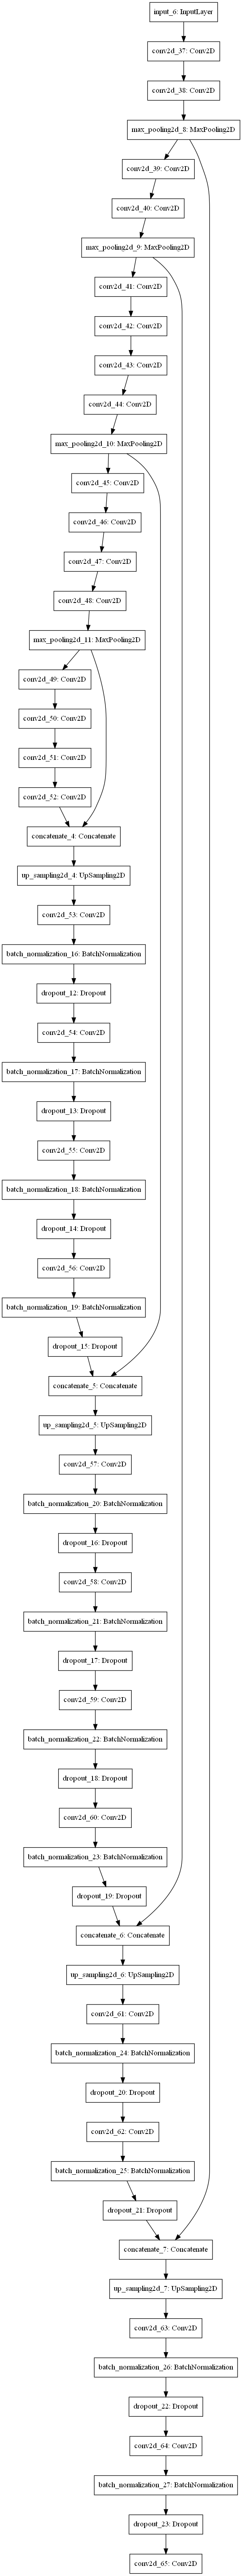 input_6: InputLayer
conv2d_37: Conv2D
conv2d_38: Conv2D
max_pooling2d_8: MaxPooling2D
conv2d_39: Conv2D
conv2d_40: Conv2D
max_pooling2d_9: MaxPooling2D
conv2d_41: Conv2D
conv2d_42: Conv2D
conv2d_43: Conv2D
conv2d_44: Conv2D
max_pooling2d_10: MaxPooling2D
conv2d_45: Conv2D
conv2d_46: Conv2D
conv2d_47: Conv2D
conv2d_48: Conv2D
max_pooling2d_11: MaxPooling2D
conv2d_49: Conv2D
conv2d_50: Conv2D
conv2d_51: Conv2D
conv2d_52: Conv2D
concatenate_4: Concatenate
up_sampling2d_4: UpSampling2D
conv2d_53: Conv2D
batch_normalization_16: BatchNormalization
dropout_12: Dropout
conv2d_54: Conv2D
batch_normalization_17: BatchNormalization
dropout_13: Dropout
conv2d_55: Conv2D
batch_normalization_18: BatchNormalization
dropout_14: Dropout
conv2d_56: Conv2D
batch_normalization_19: BatchNormalization
dropout_15: Dropout
concatenate_5: Concatenate
up_sampling2d_5: UpSampling2D
conv2d_57: Conv2D
batch_normalization_20: BatchNormalization
dropout_16: Dropout
conv2d_58: Conv2D
batch_normalization_21: BatchNormalization
dropout_17: Dropout
conv2d_59: Conv2D
batch_normalization_22: BatchNormalization
dropout_18: Dropout
conv2d_60: Conv2D
batch_normalization_23: BatchNormalization
dropout_19: Dropout
concatenate_6: Concatenate
up_sampling2d_6: UpSampling2D
conv2d_61: Conv2D
batch_normalization_24: BatchNormalization
dropout_20: Dropout
conv2d_62: Conv2D
batch_normalization_25: BatchNormalization
dropout_21: Dropout
concatenate_7: Concatenate
up_sampling2d_7: UpSampling2D
conv2d_63: Conv2D
batch_normalization_26: BatchNormalization
dropout_22: Dropout
conv2d_64: Conv2D
batch_normalization_27: BatchNormalization
dropout_23: Dropout
conv2d_65: Conv2D